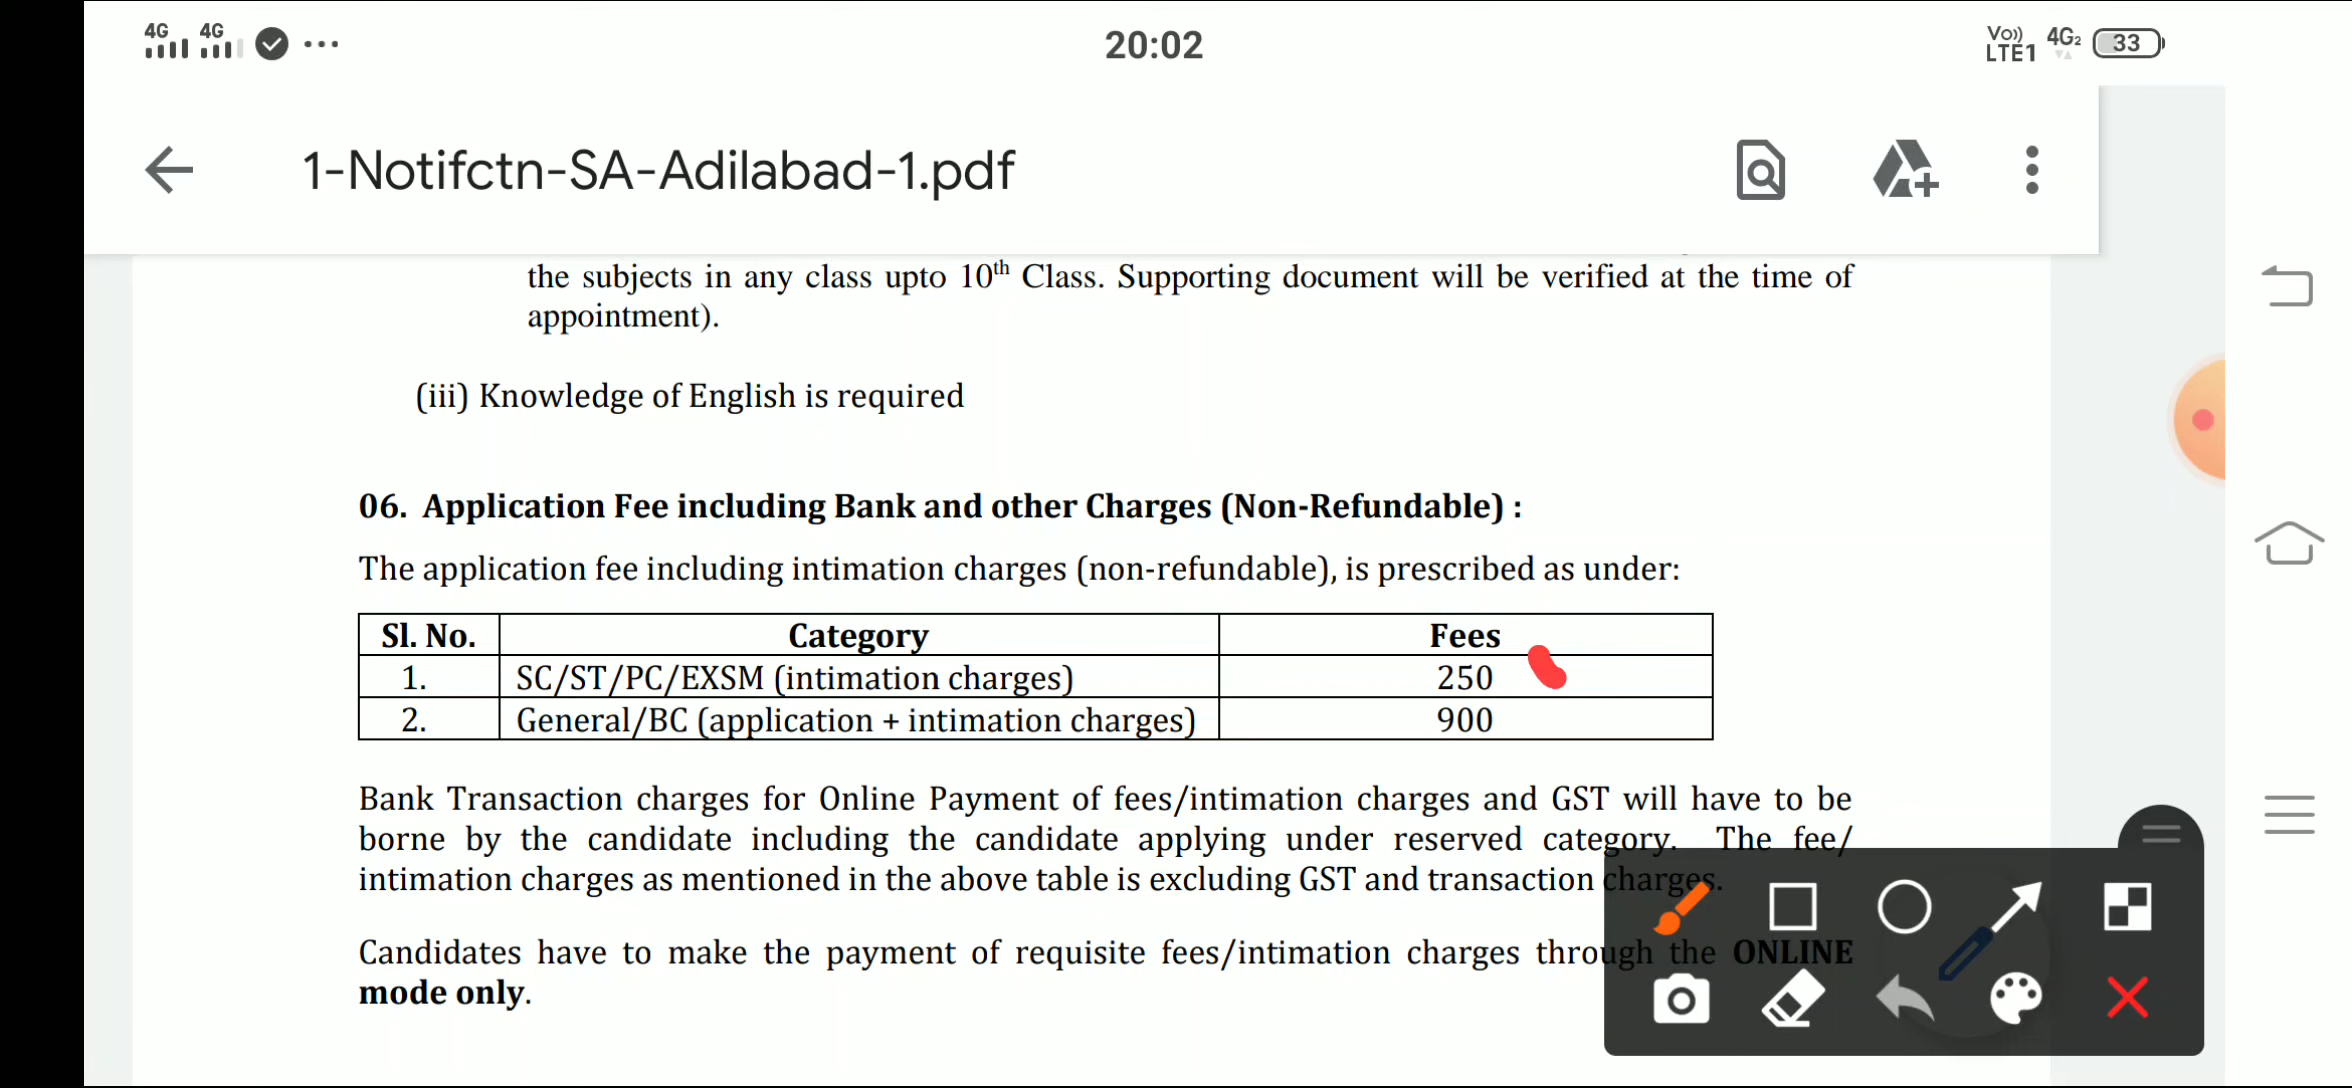 4G 4G 20:02 Vo)) LTE1 4G2 33
1-Notifctn-SA-Adilabad-1.pdf
the subjects in any class upto 10th Class. Supporting document will be verified at the time of
appointment).
(iii) Knowledge of English is required
06. Application Fee including Bank and other Charges (Non-Refundable) :
The application fee including intimation charges (non-refundable), is prescribed as under:
Sl. No. Category Fees
1. SC/ST/PC/EXSM (intimation charges) 250
2. General/BC (application + intimation charges) 900
Bank Transaction charges for Online Payment of fees/intimation charges and GST will have to be
borne by the candidate including the candidate applying under reserved category. The fee/
intimation charges as mentioned in the above table is excluding GST and transaction charges.
Candidates have to make the payment of requisite fees/intimation charges through the ONLINE
mode only.